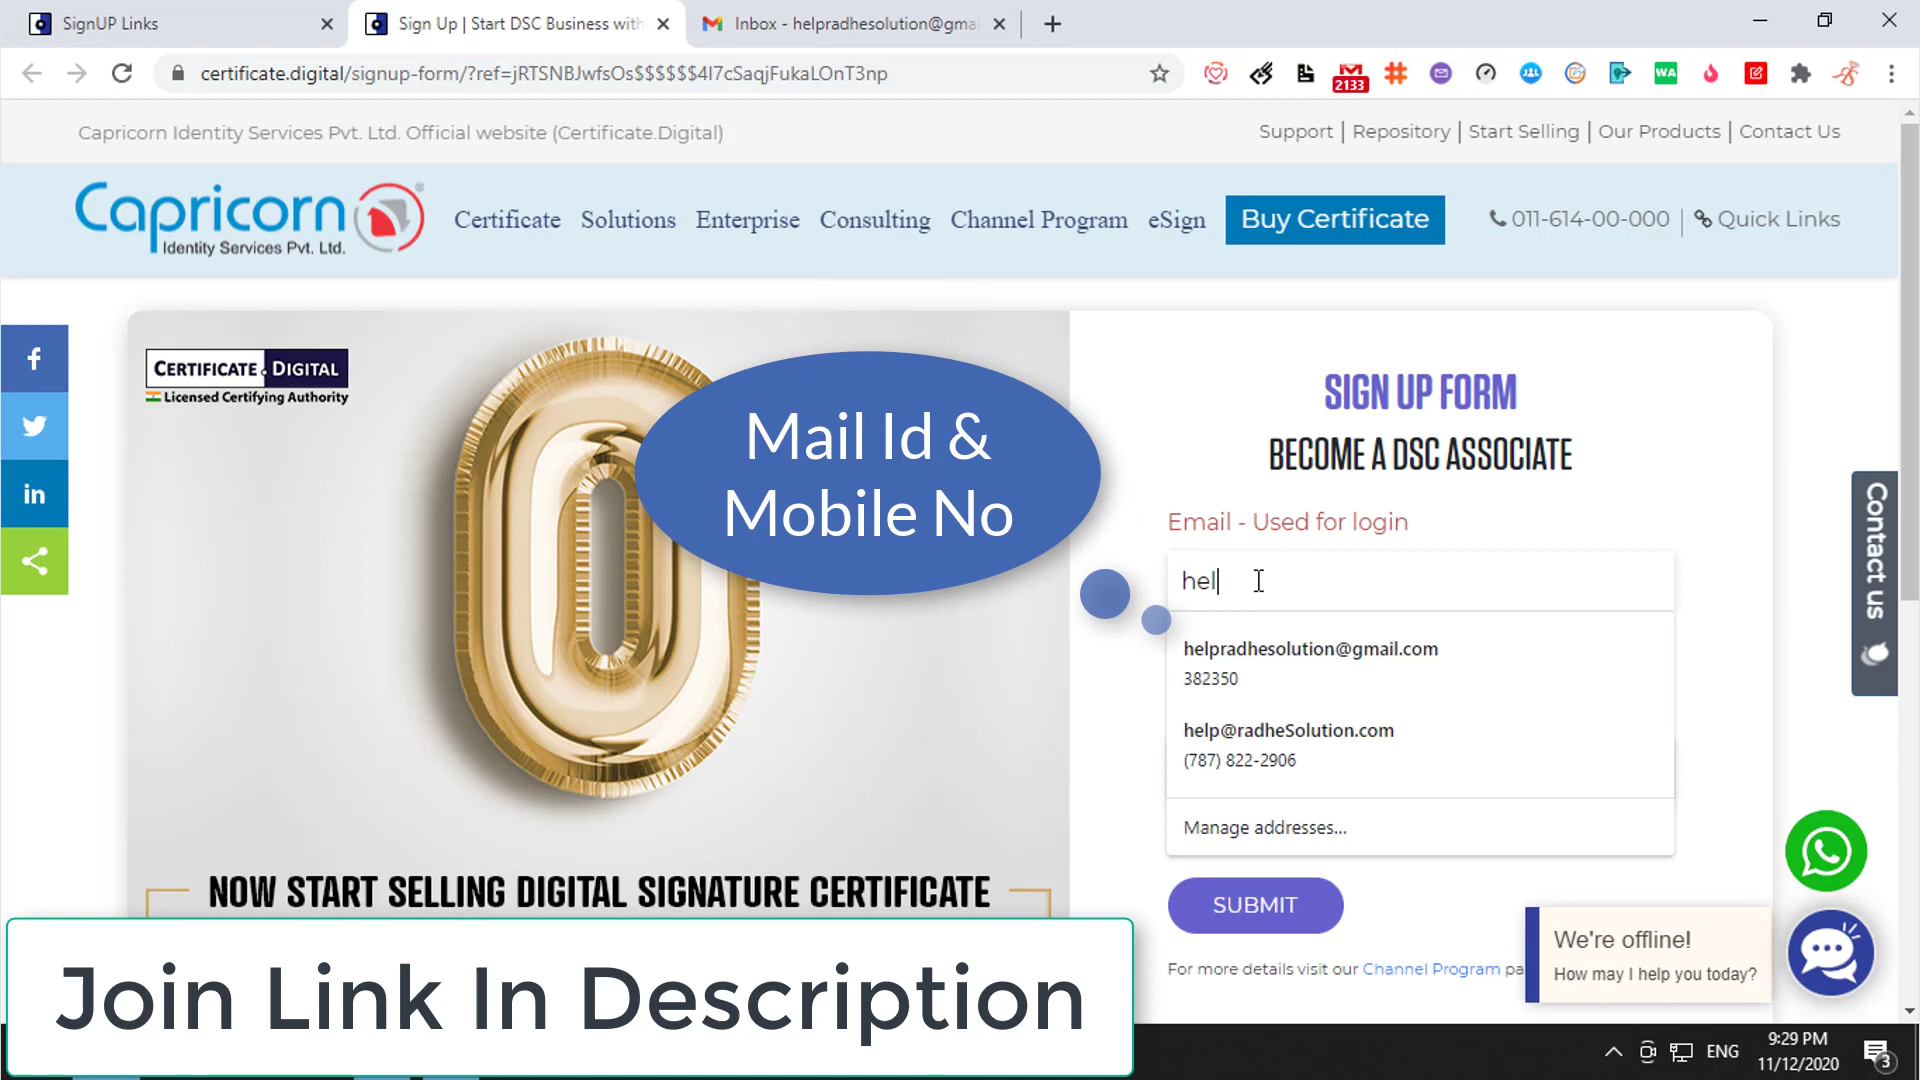 SignUP Links
Sign Up | Start DSC Business with
Inbox - helpradhesolution@gma
certificate.digital/signup-form/?ref=jRTSNBJwfsOs$$$$$$4I7cSaqjFukaLOnT3np
2133
WA
Capricorn Identity Services Pvt. Ltd. Official website (Certificate.Digital)
Support | Repository | Start Selling | Our Products | Contact Us
Capricorn
Identity Services Pvt. Ltd.
Certificate Solutions Enterprise Consulting Channel Program eSign
Buy Certificate
011-614-00-000 | Quick Links
CERTIFICATE.DIGITAL
Licensed Certifying Authority
Mail Id &
Mobile No
SIGN UP FORM
BECOME A DSC ASSOCIATE
Email - Used for login
hel
helpradhesolution@gmail.com
382350
help@radheSolution.com
(787) 822-2906
Manage addresses...
SUBMIT
For more details visit our Channel Program pa
Contact us
We're offline!
How may I help you today?
NOW START SELLING DIGITAL SIGNATURE CERTIFICATE
Join Link In Description
ENG
9:29 PM
11/12/2020
3